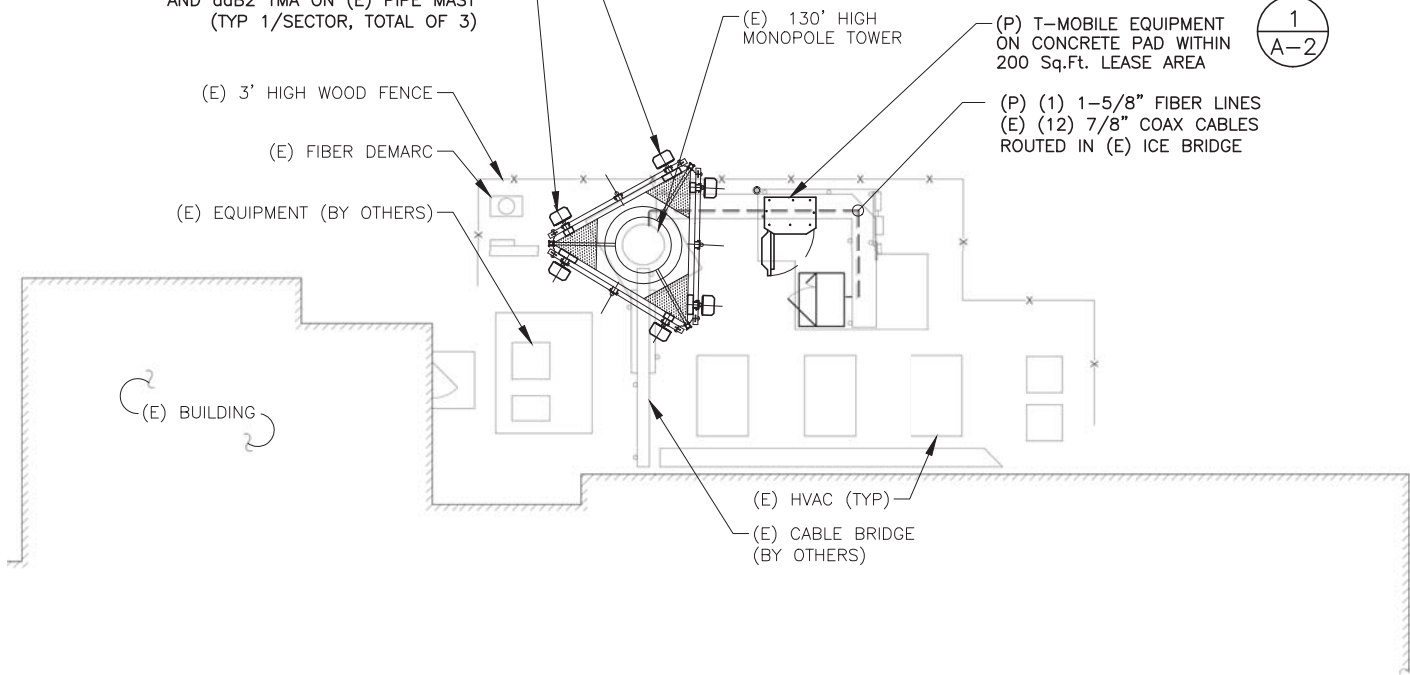 AND ddB2 TMA ON (E) PIPE MAST
(TYP 1/SECTOR, TOTAL OF 3)
(E) 130' HIGH
MONOPOLE TOWER
(P) T-MOBILE EQUIPMENT
ON CONCRETE PAD WITHIN
200 Sq.Ft. LEASE AREA
1
A-2
(E) 3' HIGH WOOD FENCE
(P) (1) 1-5/8" FIBER LINES
(E) (12) 7/8" COAX CABLES
ROUTED IN (E) ICE BRIDGE
(E) FIBER DEMARC
(E) EQUIPMENT (BY OTHERS)
(E) BUILDING
(E) HVAC (TYP)
(E) CABLE BRIDGE
(BY OTHERS)